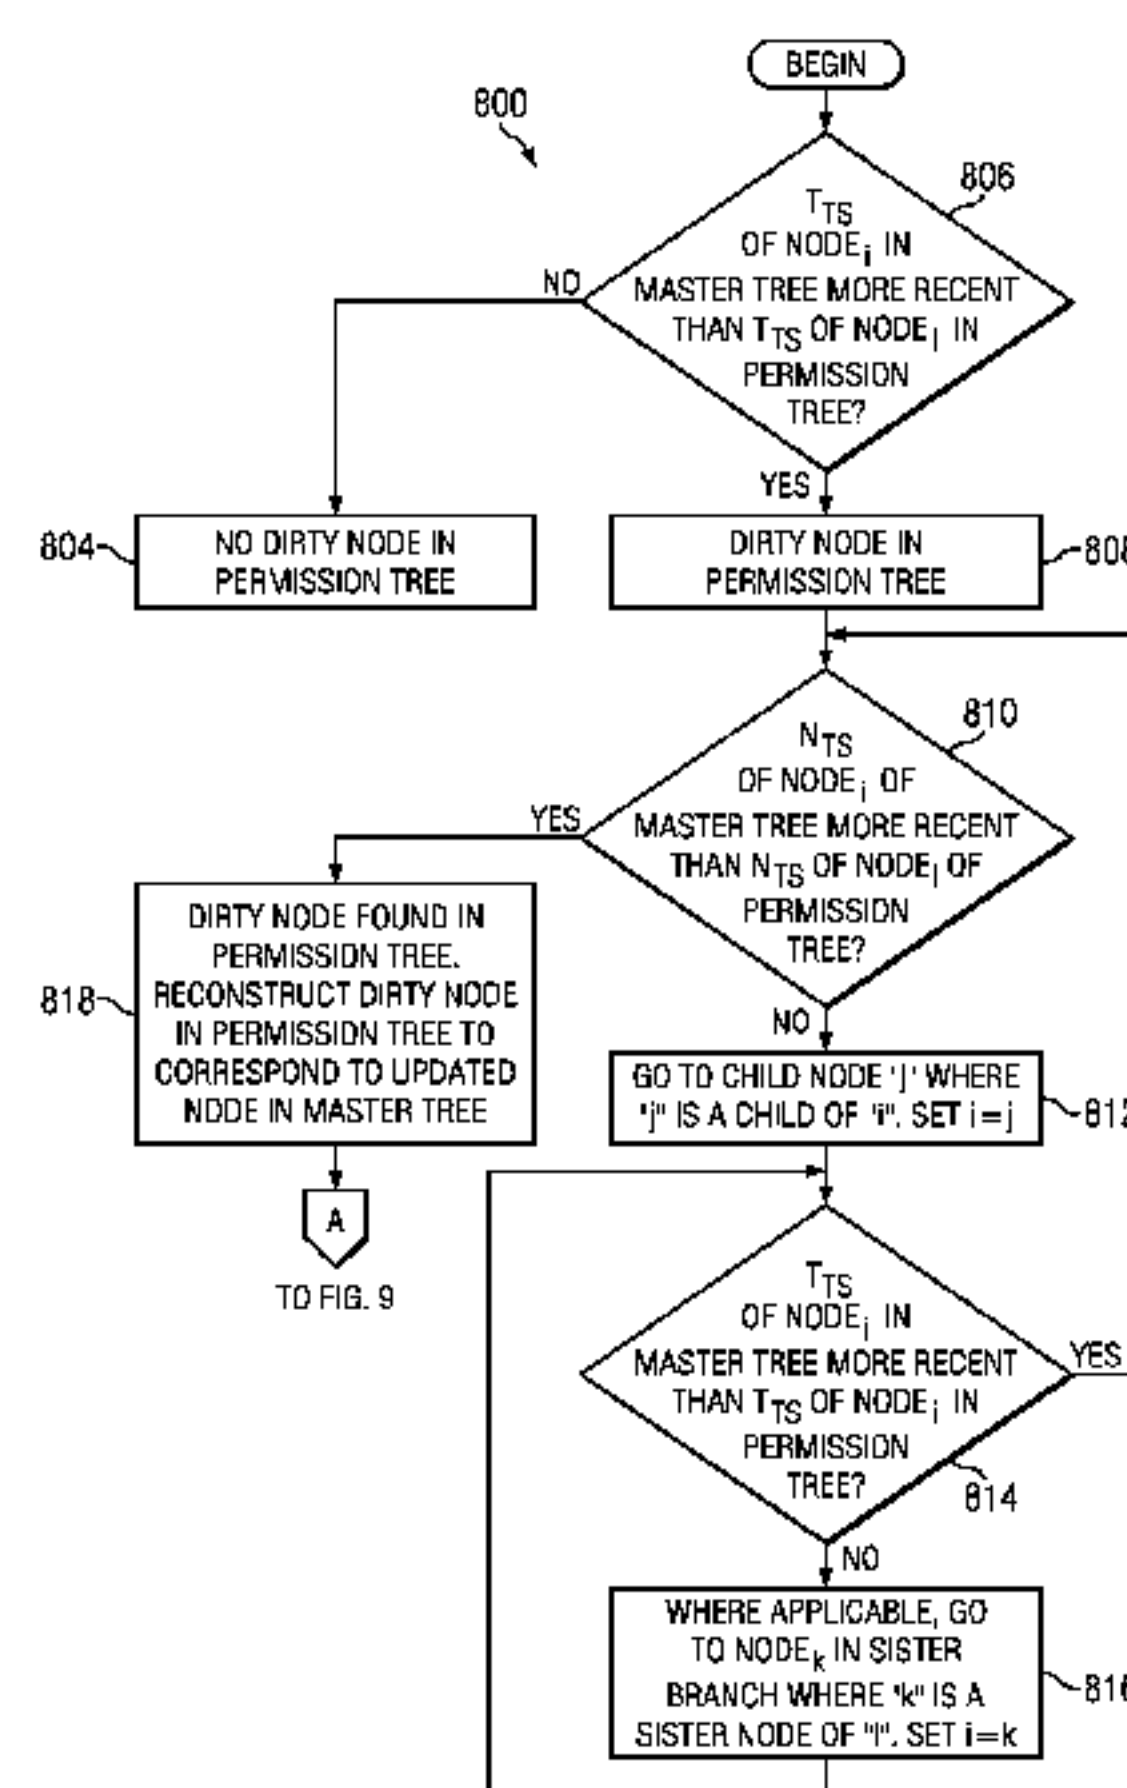 BEGIN
800
806
T_TS
OF NODE_i IN
MASTER TREE MORE RECENT
THAN T_TS OF NODE_i IN
PERMISSION
TREE?
NO
YES
804
NO DIRTY NODE IN
PERMISSION TREE
DIRTY NODE IN
PERMISSION TREE
808
810
N_TS
OF NODE_i OF
MASTER TREE MORE RECENT
THAN N_TS OF NODE_i OF
PERMISSION
TREE?
YES
NO
818
DIRTY NODE FOUND IN
PERMISSION TREE.
RECONSTRUCT DIRTY NODE
IN PERMISSION TREE TO
CORRESPOND TO UPDATED
NODE IN MASTER TREE
A
TO FIG. 9
GO TO CHILD NODE "j" WHERE
"j" IS A CHILD OF "i". SET i=j
812
T_TS
OF NODE_i IN
MASTER TREE MORE RECENT
THAN T_TS OF NODE_i IN
PERMISSION
TREE?
YES
814
NO
WHERE APPLICABLE, GO
TO NODE_k IN SISTER
BRANCH WHERE "k" IS A
SISTER NODE OF "i". SET i=k
816